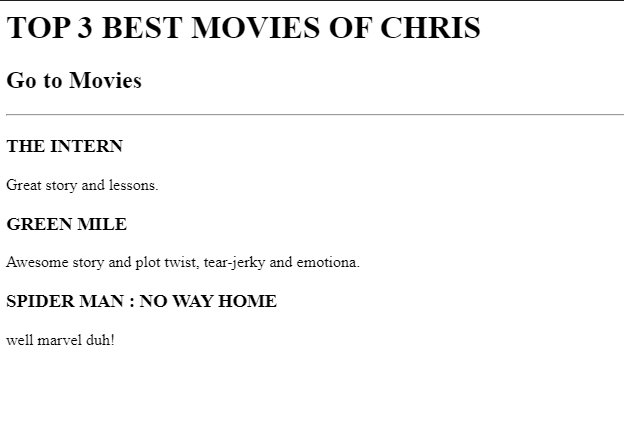 TOP 3 BEST MOVIES OF CHRIS
Go to Movies
THE INTERN
Great story and lessons.
GREEN MILE
Awesome story and plot twist, tear-jerky and emotiona.
SPIDER MAN : NO WAY HOME
well marvel duh!